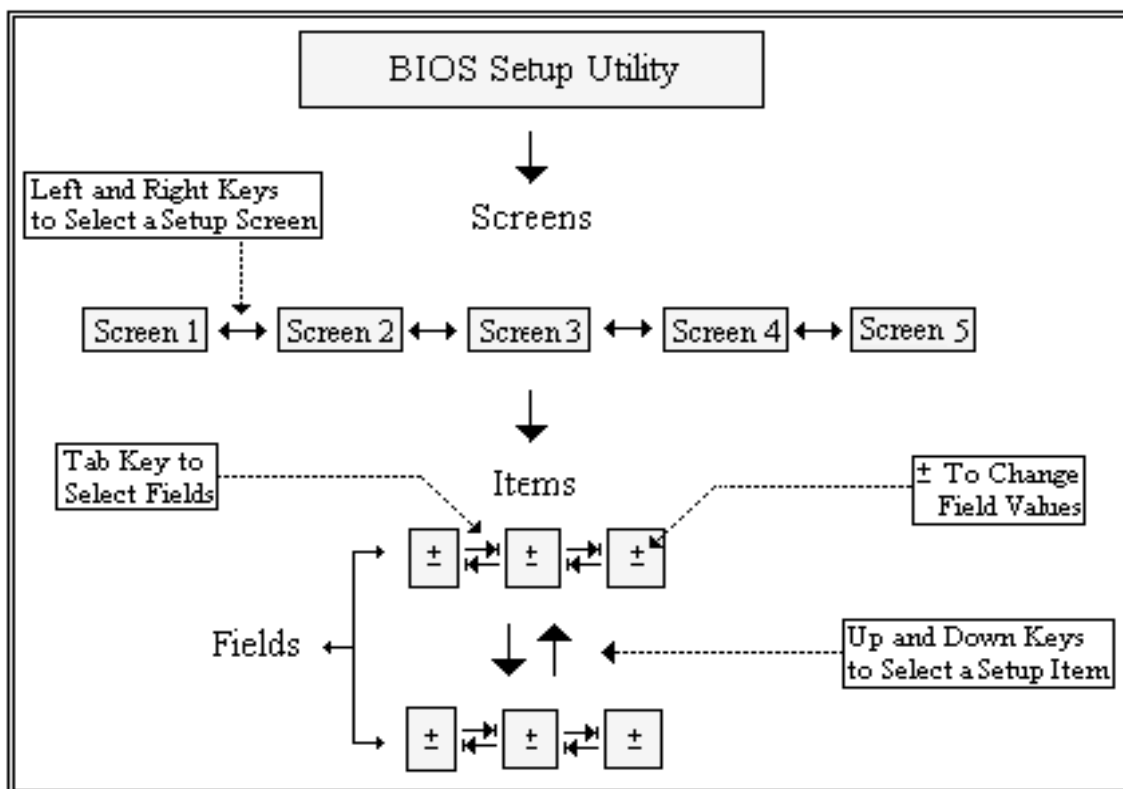 BIOS Setup Utility
Left and Right Keys
to Select a Setup Screen
Screens
Screen 1
Screen 2
Screen 3
Screen 4
Screen 5
Tab Key to
Select Fields
Items
± To Change
Field Values
± ± ±
Fields
Up and Down Keys
to Select a Setup Item
± ± ±